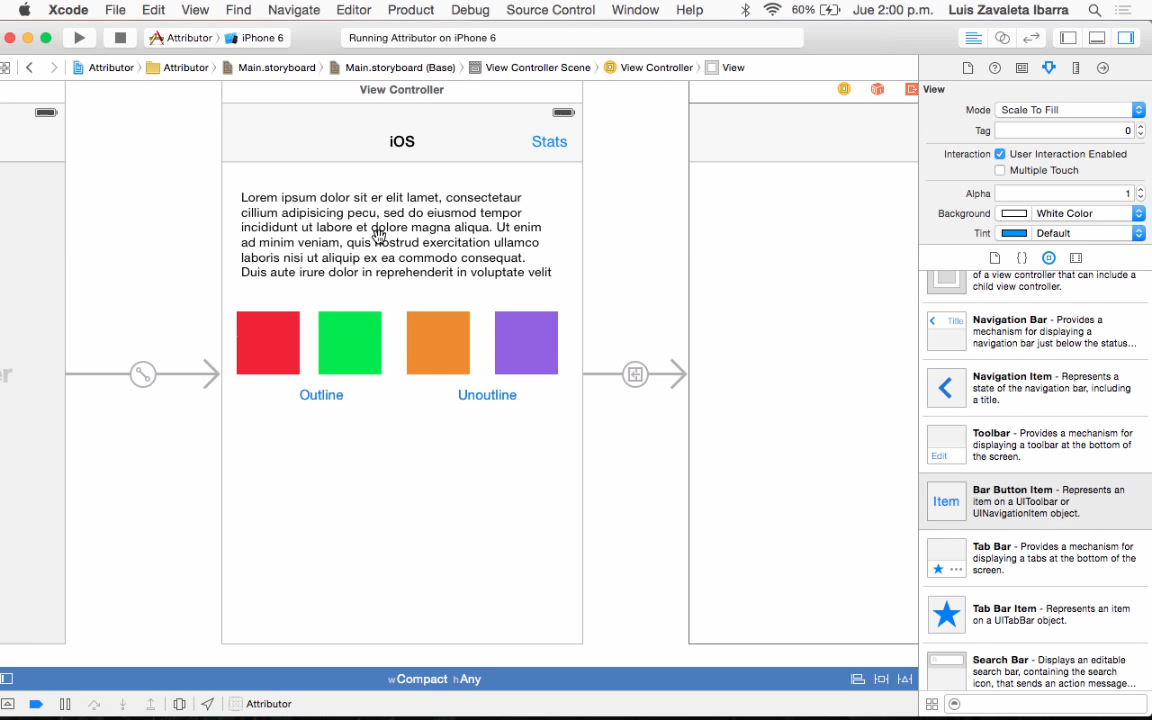 Xcode File Edit View Find Navigate Editor Product Debug Source Control Window Help 60% Jue 2:00 p.m. Luis Zavaleta Ibarra
Attributor iPhone 6 Running Attributor on iPhone 6
Attributor Attributor Main.storyboard Main.storyboard (Base) View Controller Scene View Controller View
View Controller
iOS
Stats
Lorem ipsum dolor sit er elit lamet, consectetaur
cillium adipisicing pecu, sed do eiusmod tempor
incididunt ut labore et dolore magna aliqua. Ut enim
ad minim veniam, quis nostrud exercitation ullamco
laboris nisi ut aliquip ex ea commodo consequat.
Duis aute irure dolor in reprehenderit in voluptate velit
Outline
Unoutline
wCompact hAny
Attributor
View
Mode Scale To Fill
Tag 0
Interaction User Interaction Enabled
Multiple Touch
Alpha 1
Background White Color
Tint Default
of a view controller that can include a
child view controller.
Title
Navigation Bar - Provides a
mechanism for displaying a
navigation bar just below the status...
Navigation Item - Represents a
state of the navigation bar, including
a title.
Edit
Toolbar - Provides a mechanism for
displaying a toolbar at the bottom of
the screen.
Item
Bar Button Item - Represents an
item on a UIToolbar or
UINavigationItem object.
Tab Bar - Provides a mechanism for
displaying a tabs at the bottom of the
screen.
Tab Bar Item - Represents an item
on a UITabBar object.
Search Bar - Displays an editable
search bar, containing the search
icon, that sends an action message...